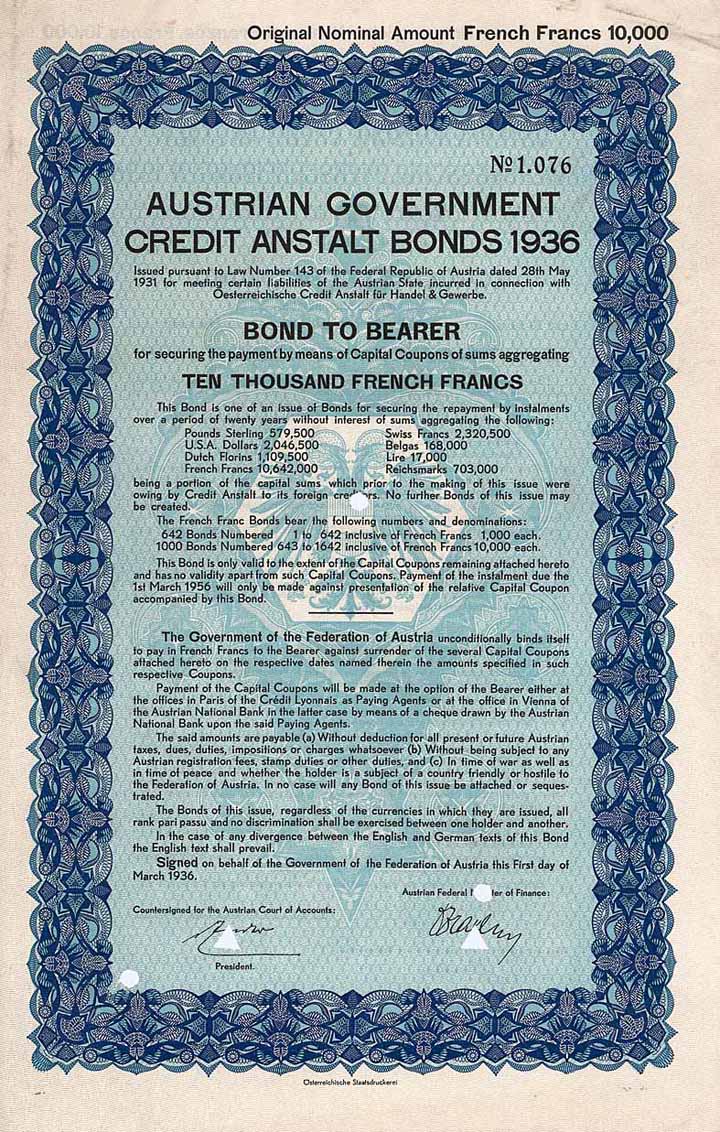 Original Nominal Amount French Francs 10,000
No 1.076
AUSTRIAN GOVERNMENT
CREDIT ANSTALT BONDS 1936
Issued pursuant to Law Number 143 of the Federal Republic of Austria dated 28th May
1931 for meeting certain liabilities of the Austrian State incurred in connection with
Oesterreichische Credit Anstalt für Handel & Gewerbe.
BOND TO BEARER
for securing the payment by means of Capital Coupons of sums aggregating
TEN THOUSAND FRENCH FRANCS
This Bond is one of an issue of Bonds for securing the repayment by instalments
over a period of twenty years without interest of sums aggregating the following:
Pounds Sterling 579,500 Swiss Francs 2,320,500
U.S.A. Dollars 2,046,500 Belgas 168,000
Dutch Florins 1,109,500 Lire 17,000
French Francs 10,642,000 Reichsmarks 703,000
being a portion of the capital sums which prior to the making of this issue were
owing by Credit Anstalt to its foreign No further Bonds of this issue may
be created.
The French Franc Bonds bear the following numbers and denominations:
642 Bonds Numbered 1 to 642 inclusive of French Francs 1,000 each.
1000 Bonds Numbered 643 to 1642 inclusive of French Francs 10,000 each.
This Bond is only valid to the extent of the Capital Coupons remaining attached hereto
and has no validity apart from such Capital Coupons. Payment of the instalment due the
1st March 1956 will only be made against presentation of the relative Capital Coupon
accompanied by this Bond.
The Government of the Federation of Austria unconditionally binds itself
to pay in French Francs to the Bearer against surrender of the several Capital Coupons
attached hereto on the respective dates named therein the amounts specified in such
respective Coupons.
Payment of the Capital Coupons will be made at the option of the Bearer either at
the offices in Paris of the Crédit Lyonnais as Paying Agents or at the office in Vienna of
the Austrian National Bank in the latter case by means of a cheque drawn by the Austrian
National Bank upon the said Paying Agents.
The said amounts are payable (a) Without deduction for all present or future Austrian
taxes, dues, duties, impositions or charges whatsoever (b) Without being subject to any
Austrian registration fees, stamp duties or other duties, and (c) In time of war as well as
in time of peace and whether the holder is a subject of a country friendly or hostile to
the Federation of Austria. In no case will any Bond of this issue be attached or seques-
trated.
The Bonds of this issue, regardless of the currencies in which they are issued, all
rank pari passu and no discrimination shall be exercised between one holder and another.
In the case of any divergence between the English and German texts of this Bond
the English text shall prevail.
Signed on behalf of the Government of the Federation of Austria this First day of
March 1936.
Austrian Federal of Finance:
Countersigned for the Austrian Court of Accounts:
President.
Österreichische Staatsdruckerei